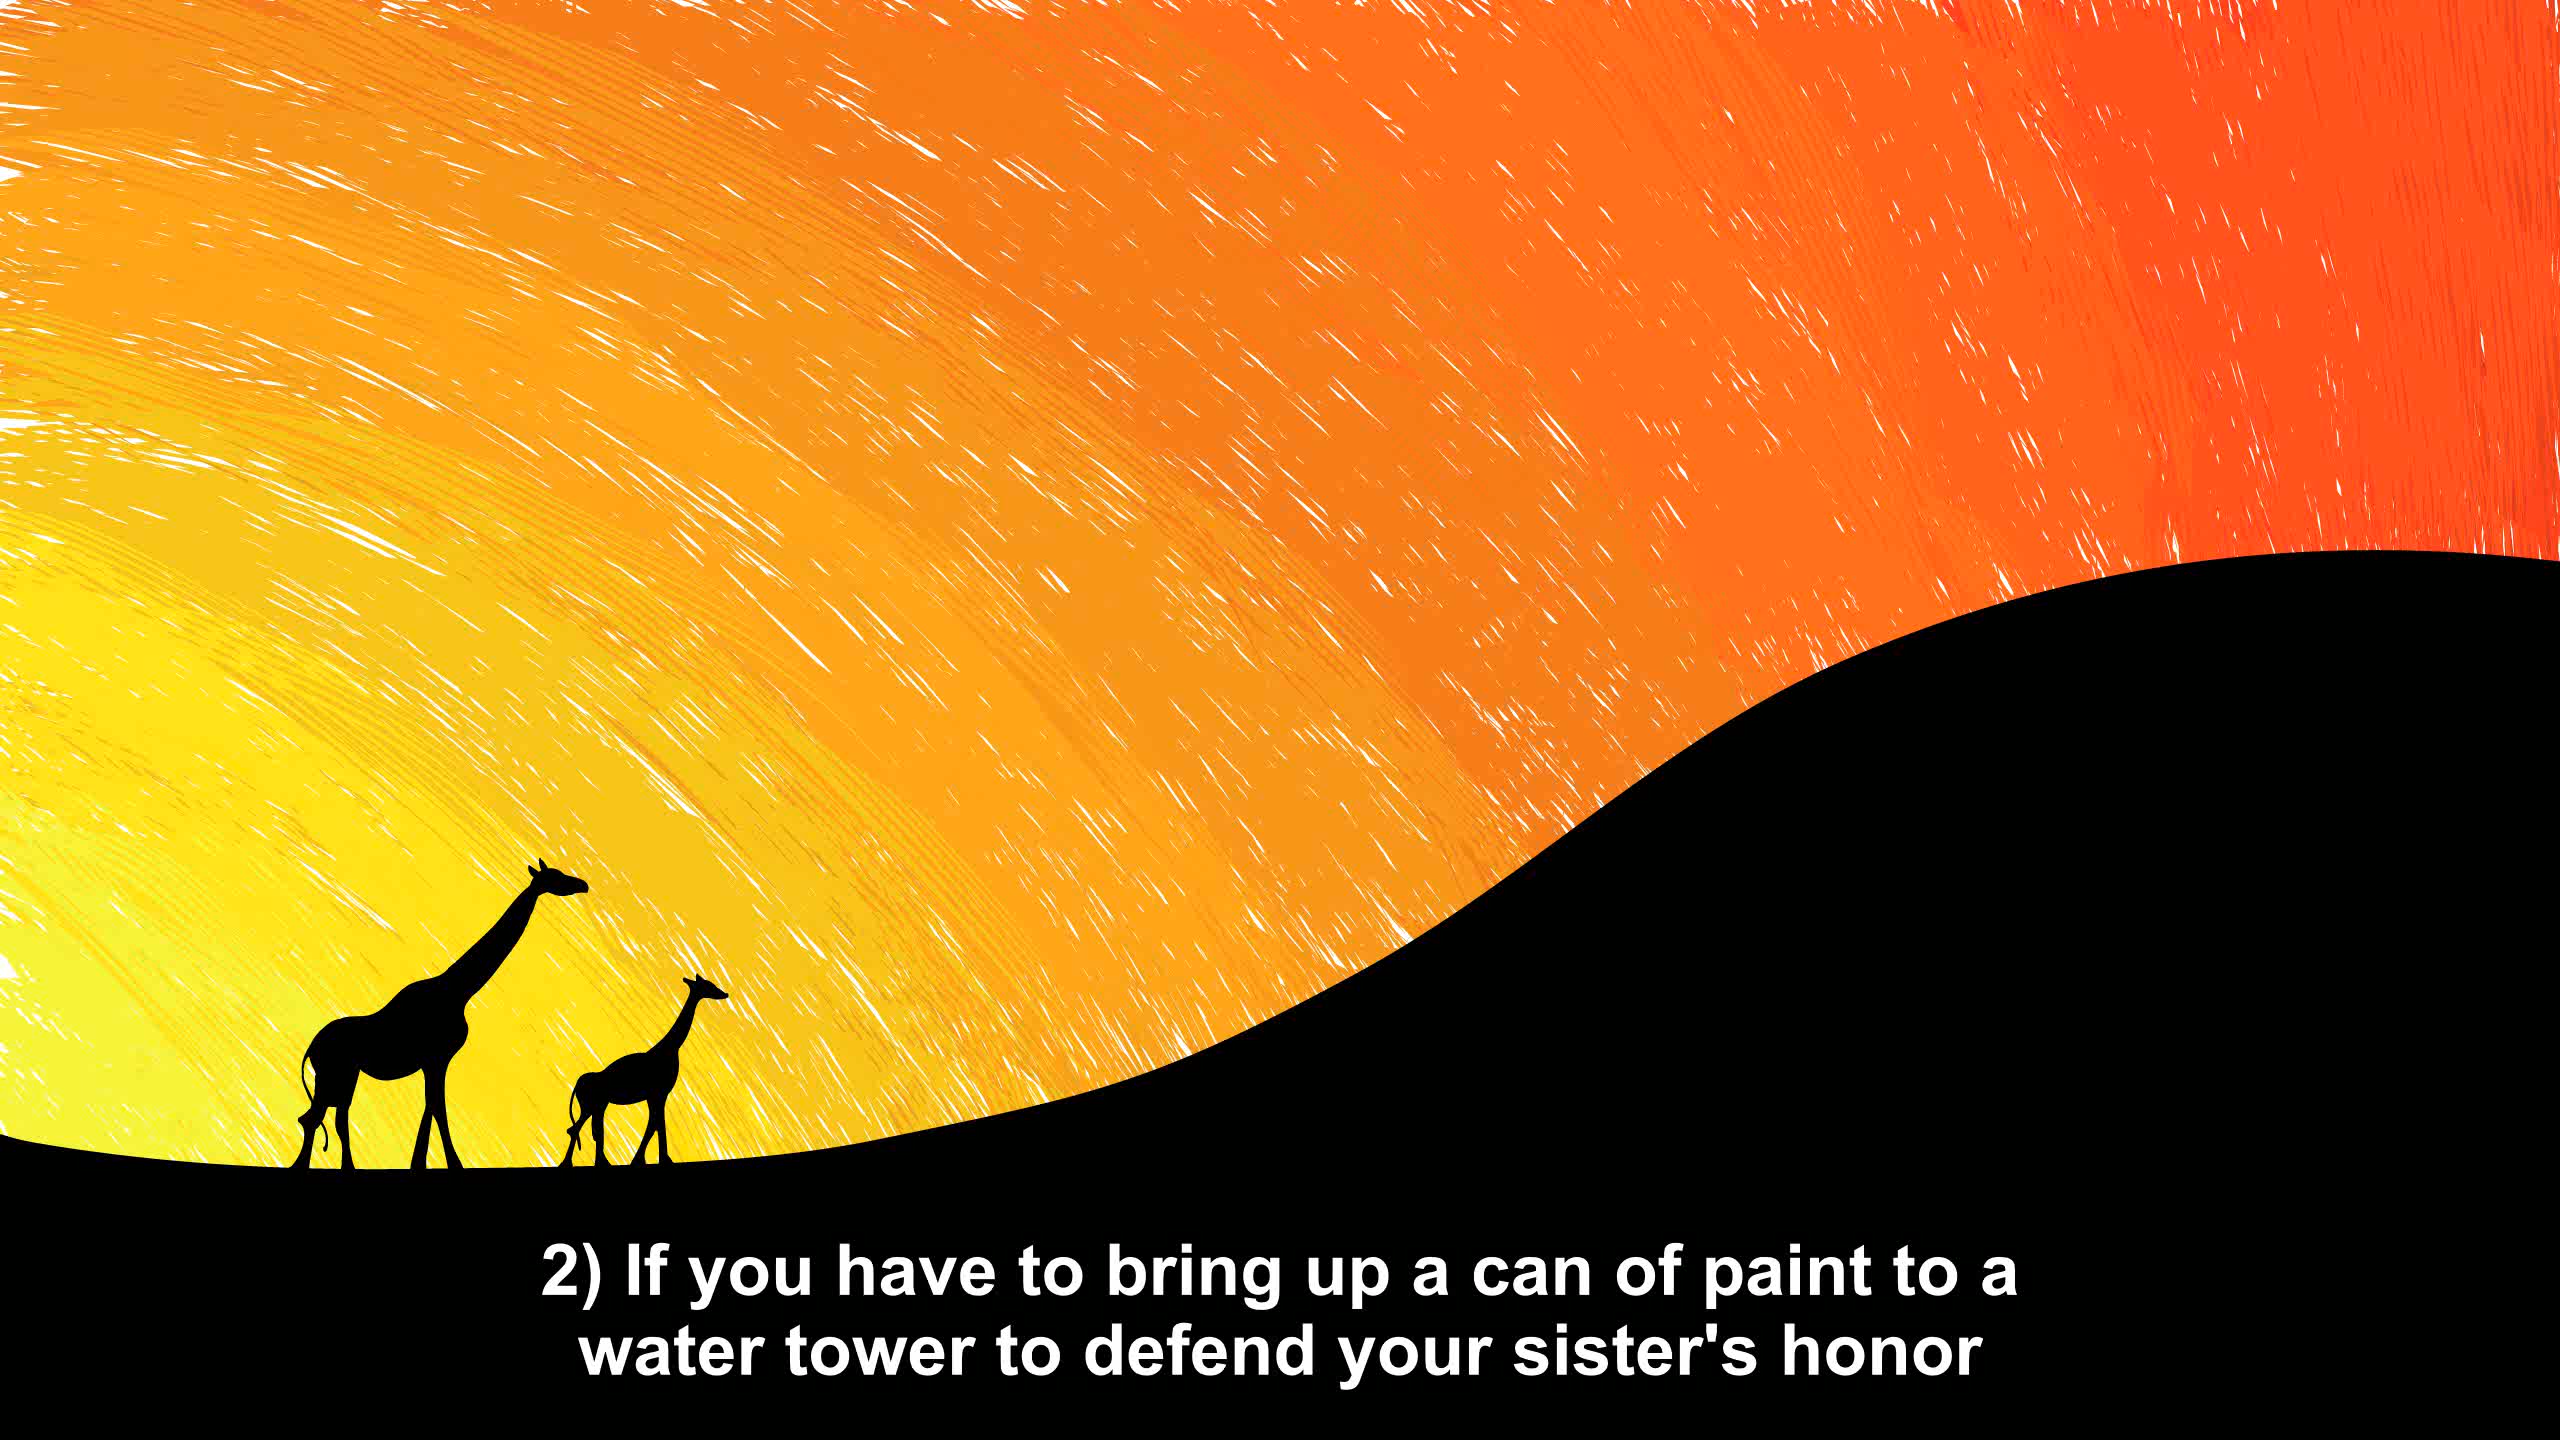 2) If you have to bring up a can of paint to a
water tower to defend your sister's honor